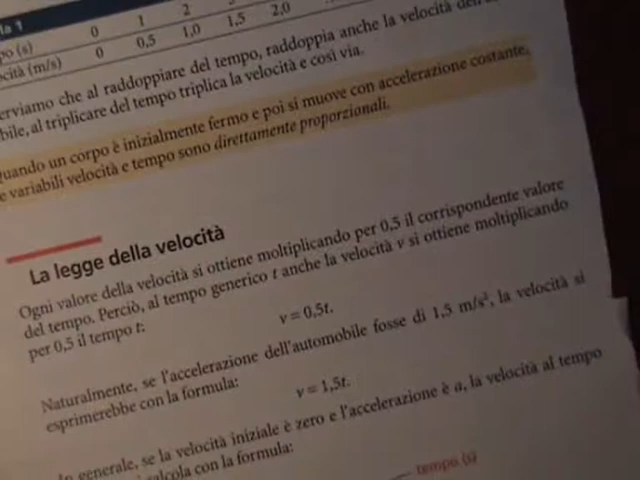 la 1
po (s) 0 1 2
ocità (m/s) 0 0,5 1,0 1,5 2,0
erviamo che al raddoppiare del tempo, raddoppia anche la velocità
bile, al triplicare del tempo triplica la velocità e così via.
uando un corpo è inizialmente fermo e poi si muove con accelerazione costante,
e variabili velocità e tempo sono direttamente proporzionali.
La legge della velocità
Ogni valore della velocità si ottiene moltiplicando per 0,5 il corrispondente valore
del tempo. Perciò, al tempo generico t anche la velocità v si ottiene moltiplicando
per 0,5 il tempo t:
v = 0,5t.
Naturalmente, se l'accelerazione dell'automobile fosse di 1,5 m/s², la velocità si
esprimerebbe con la formula:
v = 1,5t.
In generale, se la velocità iniziale è zero e l'accelerazione è a, la velocità al tempo
calcola con la formula:
tempo (s)